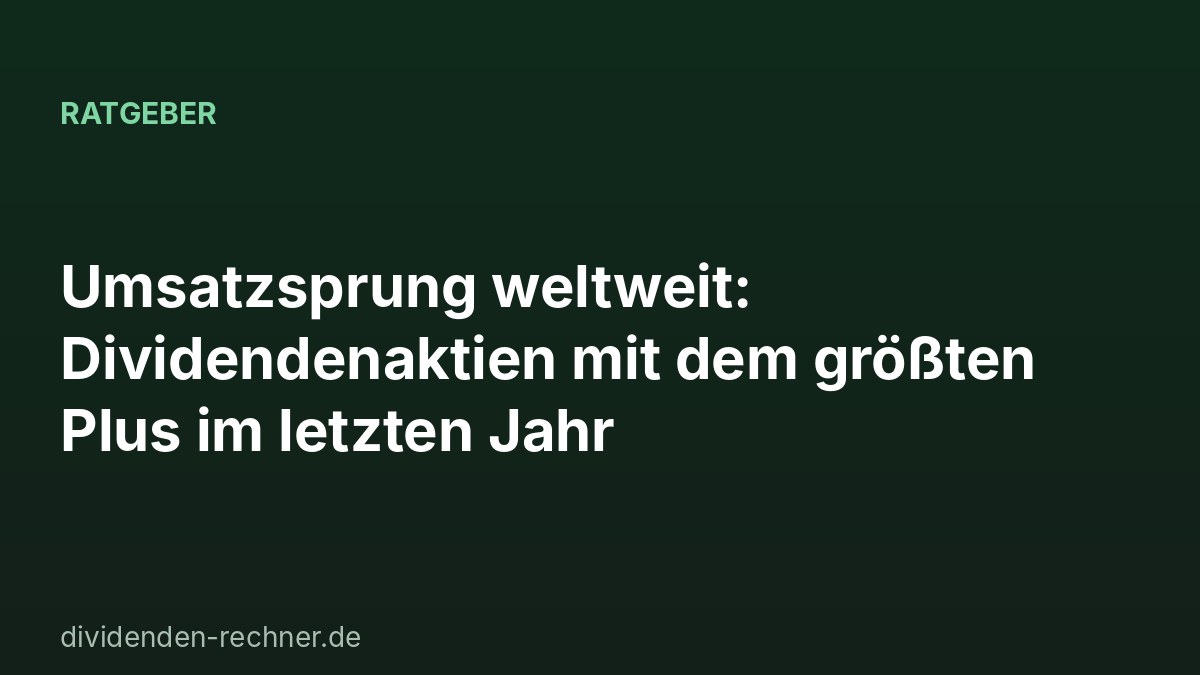 RATGEBER
Umsatzsprung weltweit:
Dividendenaktien mit dem größten
Plus im letzten Jahr
dividenden-rechner.de